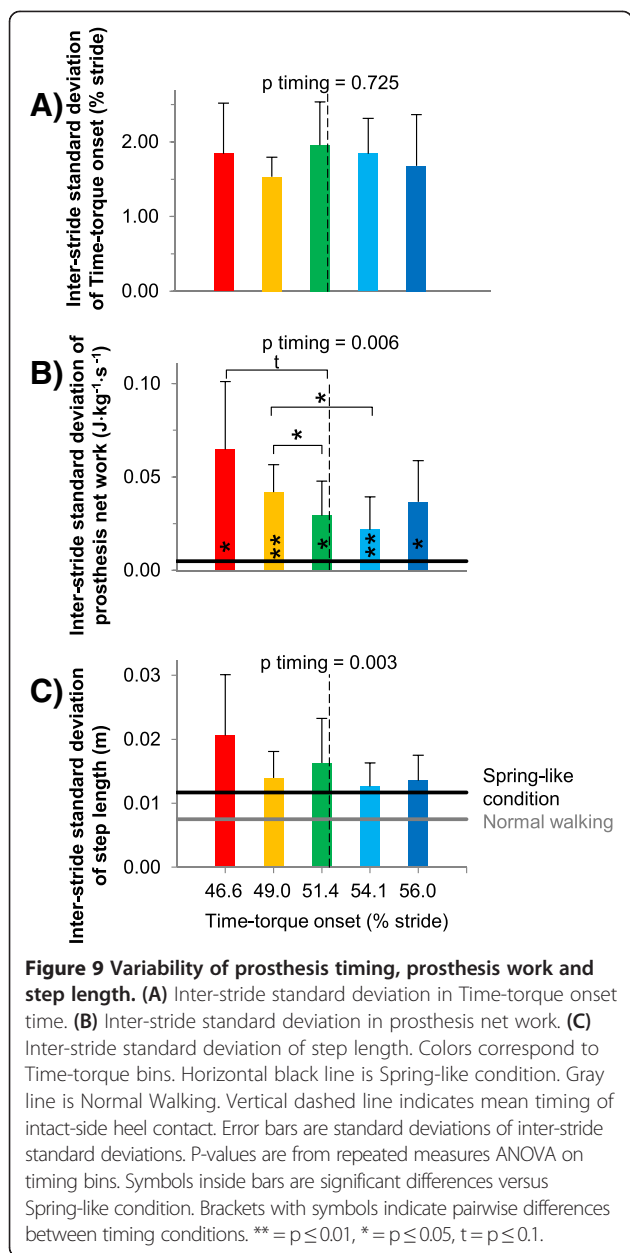 A)
Inter-stride standard deviation
of Time-torque onset (% stride)
p timing = 0.725
2.00
1.00
0.00
B)
Inter-stride standard deviation of
prosthesis net work (J·kg⁻¹·s⁻¹)
p timing = 0.006
t
*
*
0.10
0.05
0.00
* ** * ** *
C)
Inter-stride standard deviation
of step length (m)
p timing = 0.003
0.03
0.02
0.01
0.00
Spring-like
condition
Normal walking
46.6 49.0 51.4 54.1 56.0
Time-torque onset (% stride)
Figure 9 Variability of prosthesis timing, prosthesis work and
step length. (A) Inter-stride standard deviation in Time-torque onset
time. (B) Inter-stride standard deviation in prosthesis net work. (C)
Inter-stride standard deviation of step length. Colors correspond to
Time-torque bins. Horizontal black line is Spring-like condition. Gray
line is Normal Walking. Vertical dashed line indicates mean timing of
intact-side heel contact. Error bars are standard deviations of inter-stride
standard deviations. P-values are from repeated measures ANOVA on
timing bins. Symbols inside bars are significant differences versus
Spring-like condition. Brackets with symbols indicate pairwise differences
between timing conditions. ** = p ≤ 0.01, * = p ≤ 0.05, t = p ≤ 0.1.